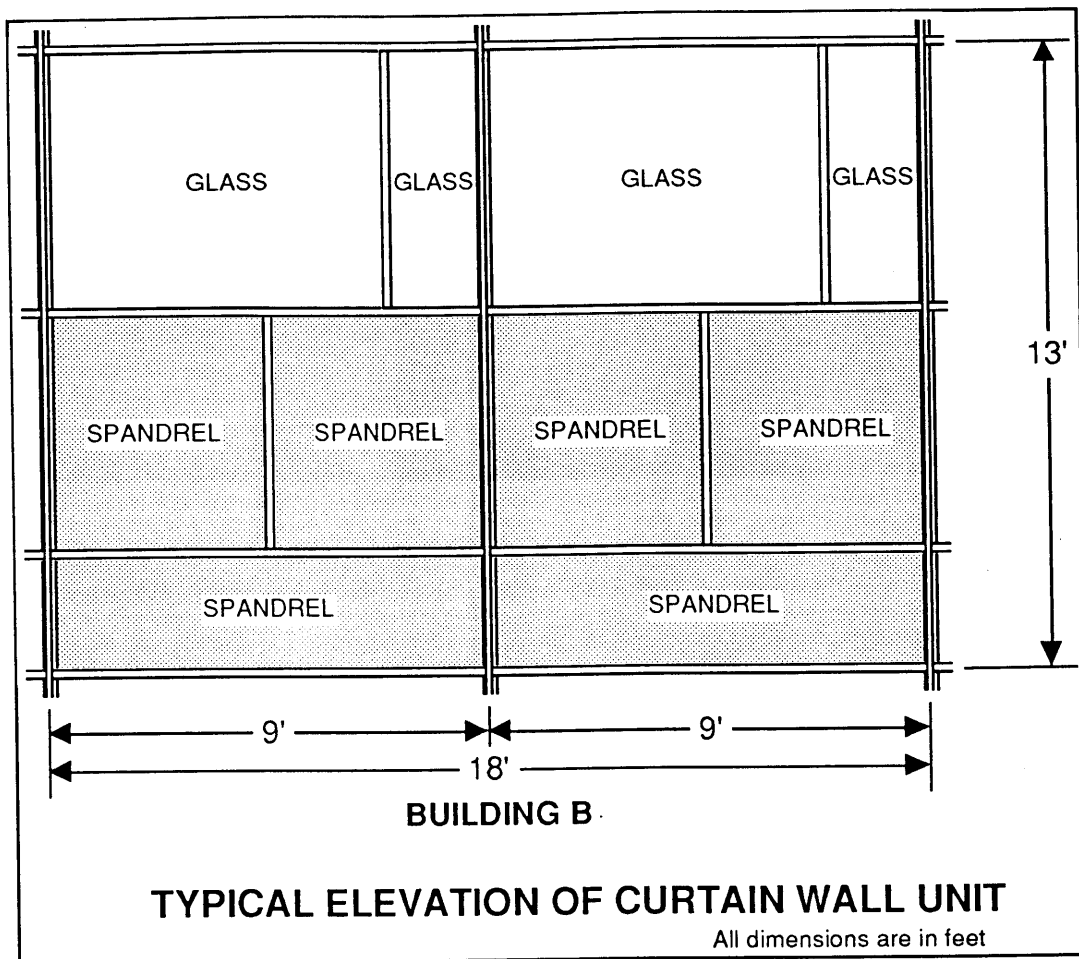 GLASS GLASS GLASS GLASS
13'
SPANDREL SPANDREL SPANDREL SPANDREL
SPANDREL SPANDREL
9' 9'
18'
BUILDING B
TYPICAL ELEVATION OF CURTAIN WALL UNIT
All dimensions are in feet